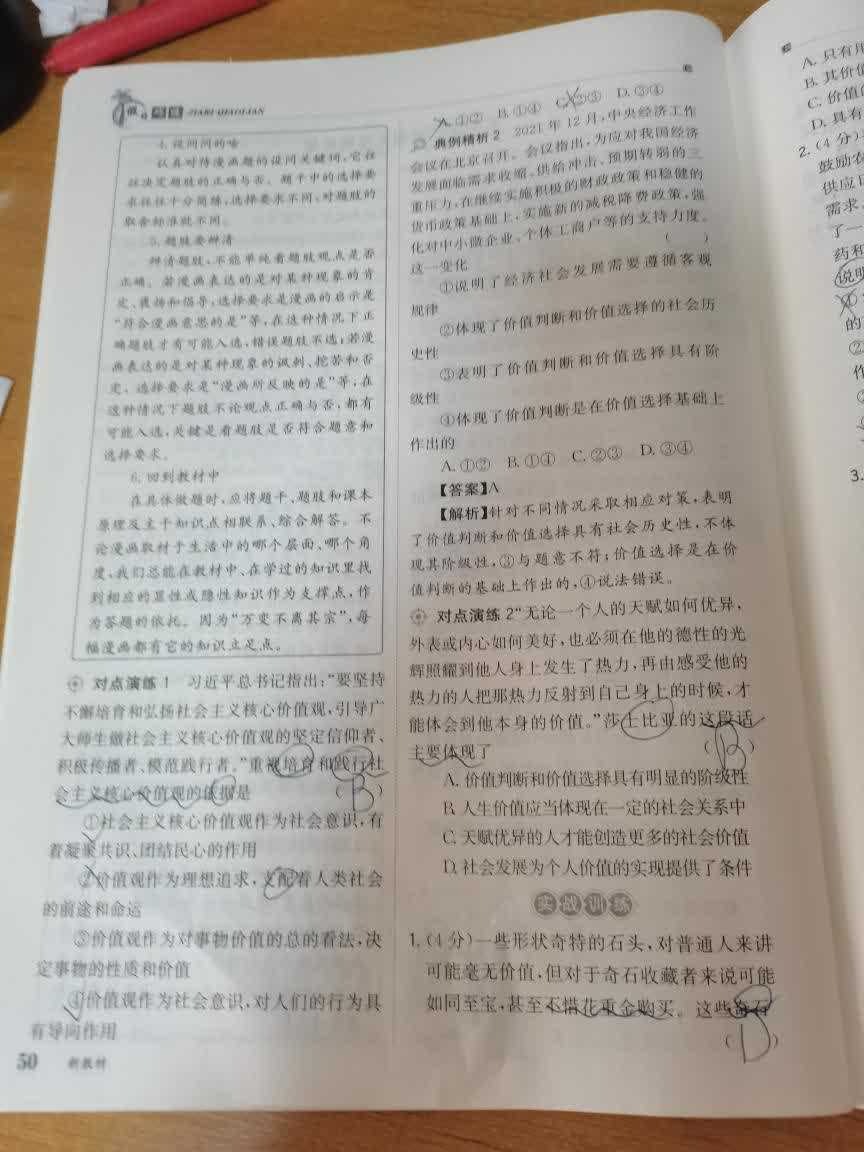 假。巧练 JIARI QIAOLIAN
4.设问问的啥
认真对待漫画题的设问关键词,它往
往决定题肢的正确与否。题干中的选择要
求往往十分简练,选择要求不同,对题肢的
取舍标准就不同。
5.题肢要辨清
辨清题肢,不能单纯看题肢观点是否
正确。若漫画表达的是对某种现象的肯
定、褒扬和倡导,选择要求是漫画的启示是
“符合漫画意思的是”等,在这种情况下正
确题肢才有可能入选,错误题肢不选;若漫
画表达的是对某种现象的讽刺、挖苦和否
定,选择要求是“漫画所反映的是”等,在
这种情况下题肢不论观点正确与否,都有
可能入选,关键是看题肢是否符合题意和
选择要求。
6.回到教材中
在具体做题时,应将题干、题肢和课本
原理及主干知识点相联系、综合解答。不
论漫画取材于生活中的哪个层面、哪个角
度,我们总能在教材中、在学过的知识里找
到相应的显性或隐性知识作为支撑点,作
为答题的依托。因为“万变不离其宗”,每
幅漫画都有它的知识立足点。
对点演练1 习近平总书记指出:“要坚持
不懈培育和弘扬社会主义核心价值观,引导广
大师生做社会主义核心价值观的坚定信仰者、
积极传播者、模范践行者。”重视培育和践行社
会主义核心价值观的依据是 (B)
①社会主义核心价值观作为社会意识,有
着凝聚共识、团结民心的作用
②价值观作为理想追求,支配着人类社会
的前途和命运
③价值观作为对事物价值的总的看法,决
定事物的性质和价值
④价值观作为社会意识,对人们的行为具
有导向作用
50 新教材
A.①② B.①④ C.②③ D.③④
典例精析2 2021年12月,中央经济工作
会议在北京召开。会议指出,为应对我国经济
发展面临需求收缩、供给冲击、预期转弱的三
重压力,在继续实施积极的财政政策和稳健的
货币政策基础上,实施新的减税降费政策,强
化对中小微企业、个体工商户等的支持力度。
这一变化 ( )
①说明了经济社会发展需要遵循客观
规律
②体现了价值判断和价值选择的社会历
史性
③表明了价值判断和价值选择具有阶
级性
④体现了价值判断是在价值选择基础上
作出的
A.①② B.①④ C.②③ D.③④
【答案】A
【解析】针对不同情况采取相应对策,表明
了价值判断和价值选择具有社会历史性,不体
现其阶级性,③与题意不符;价值选择是在价
值判断的基础上作出的,④说法错误。
对点演练2“无论一个人的天赋如何优异,
外表或内心如何美好,也必须在他的德性的光
辉照耀到他人身上发生了热力,再由感受他的
热力的人把那热力反射到自己身上的时候,才
能体会到他本身的价值。”莎士比亚的这段话
主要体现了 (B)
A.价值判断和价值选择具有明显的阶级性
B.人生价值应当体现在一定的社会关系中
C.天赋优异的人才能创造更多的社会价值
D.社会发展为个人价值的实现提供了条件
实战训练
1.(4分)一些形状奇特的石头,对普通人来讲
可能毫无价值,但对于奇石收藏者来说可能
如同至宝,甚至不惜花重金购买。这些奇石
(D)
A.只有
B.其价值
C.价值
D.具有
2.(4分)
鼓励农
供应
需求
了一
药和
说明
①
的
②
作
3.